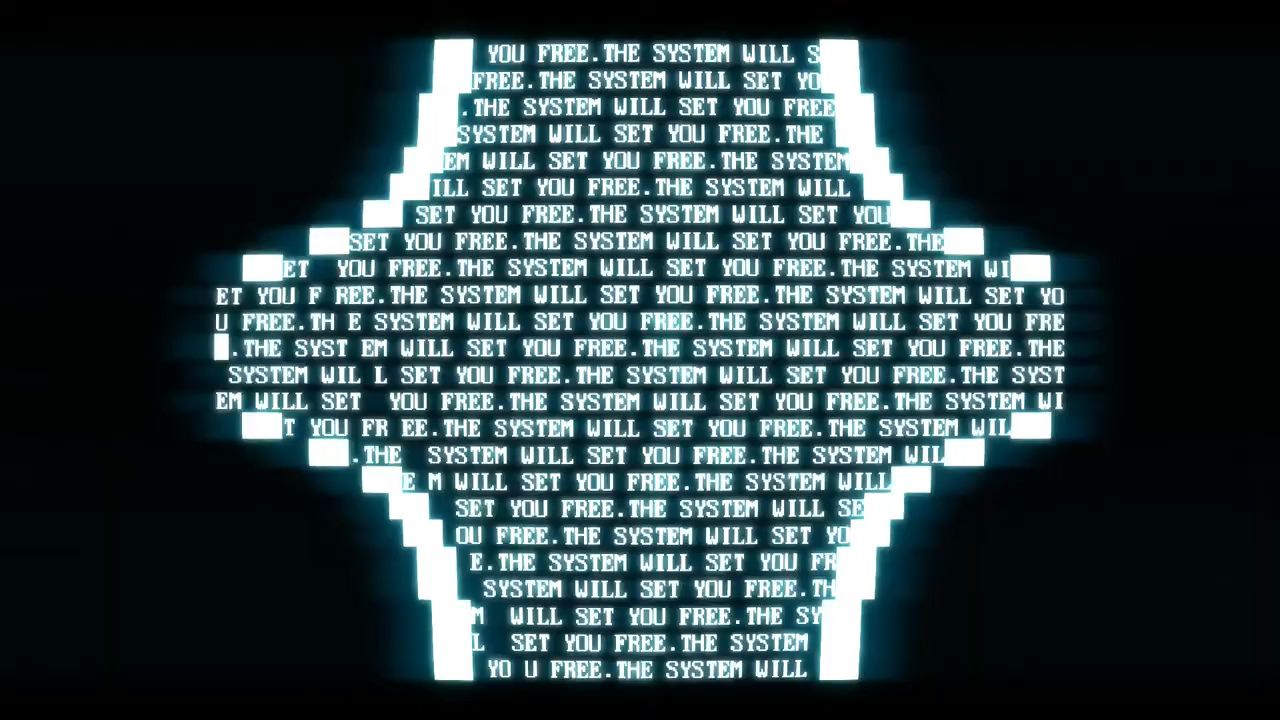 YOU FREE.THE SYSTEM WILL S
FREE.THE SYSTEM WILL SET YO
.THE SYSTEM WILL SET YOU FREE
SYSTEM WILL SET YOU FREE.THE
EM WILL SET YOU FREE.THE SYSTEM
ILL SET YOU FREE.THE SYSTEM WILL
SET YOU FREE.THE SYSTEM WILL SET YOU
SET YOU FREE.THE SYSTEM WILL SET YOU FREE.THE
ET YOU FREE.THE SYSTEM WILL SET YOU FREE.THE SYSTEM WI
ET YOU F REE.THE SYSTEM WILL SET YOU FREE.THE SYSTEM WILL SET YO
U FREE.TH E SYSTEM WILL SET YOU FREE.THE SYSTEM WILL SET YOU FRE
.THE SYST EM WILL SET YOU FREE.THE SYSTEM WILL SET YOU FREE.THE
SYSTEM WIL L SET YOU FREE.THE SYSTEM WILL SET YOU FREE.THE SYST
EM WILL SET YOU FREE.THE SYSTEM WILL SET YOU FREE.THE SYSTEM WI
T YOU FR EE.THE SYSTEM WILL SET YOU FREE.THE SYSTEM WIL
.THE SYSTEM WILL SET YOU FREE.THE SYSTEM WIL
E M WILL SET YOU FREE.THE SYSTEM WILL
SET YOU FREE.THE SYSTEM WILL SE
OU FREE.THE SYSTEM WILL SET YO
E.THE SYSTEM WILL SET YOU FR
SYSTEM WILL SET YOU FREE.TH
M WILL SET YOU FREE.THE SY
L SET YOU FREE.THE SYSTEM
YO U FREE.THE SYSTEM WILL